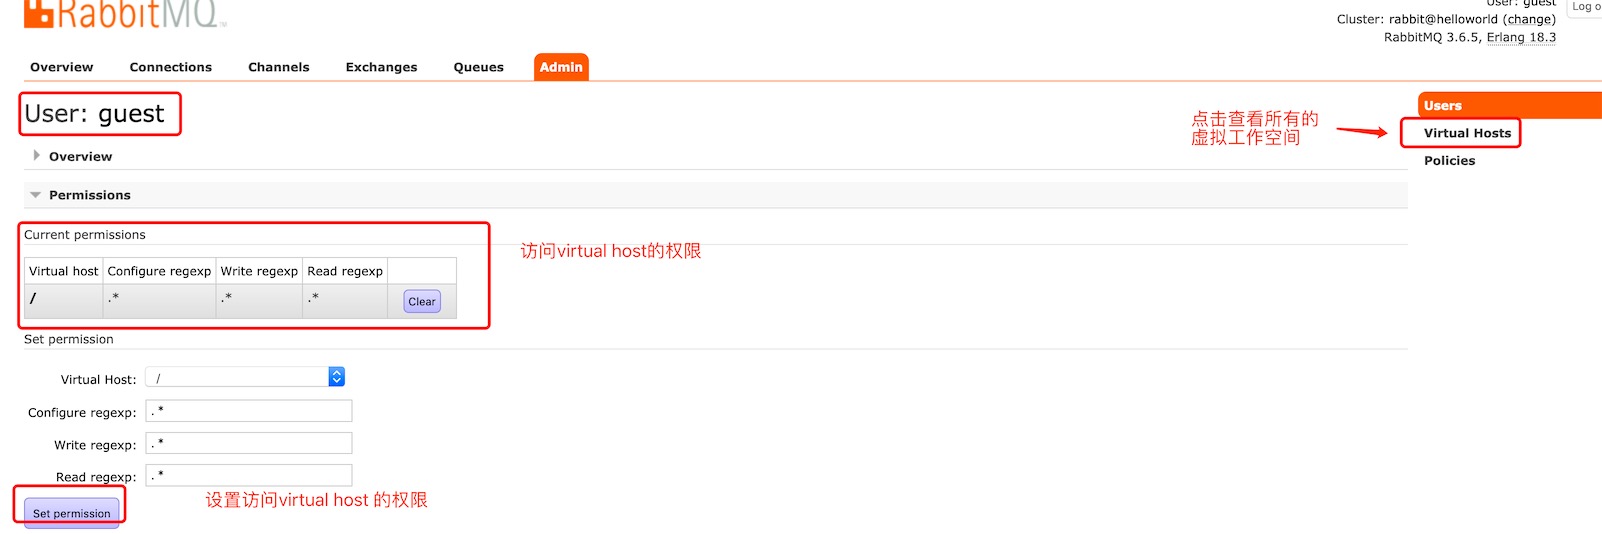 RabbitMQ
User: guest
Log o
Cluster: rabbit@helloworld (change)
RabbitMQ 3.6.5, Erlang 18.3
Overview Connections Channels Exchanges Queues Admin
User: guest
Users
点击查看所有的
虚拟工作空间
Virtual Hosts
Policies
Overview
Permissions
Current permissions
访问virtual host的权限
Virtual host Configure regexp Write regexp Read regexp
/ .* .* .* Clear
Set permission
Virtual Host: /
Configure regexp: .*
Write regexp: .*
Read regexp: .*
设置访问virtual host 的权限
Set permission